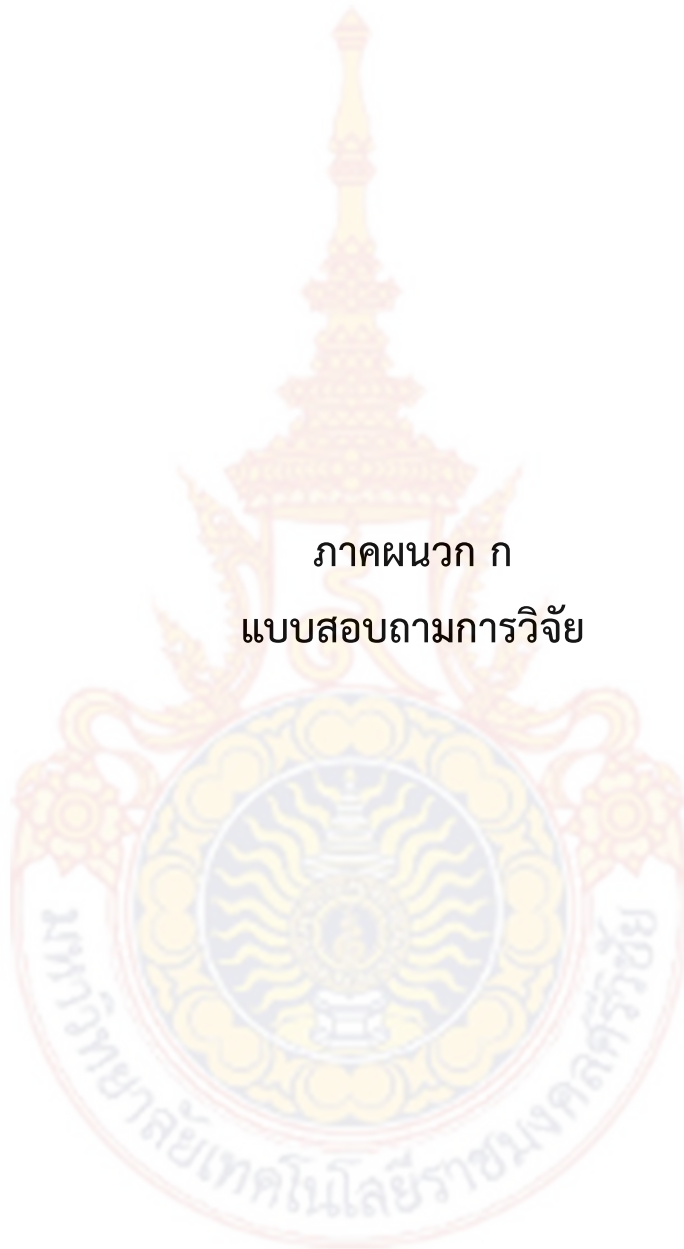 ภาคผนวก ก
แบบสอบถามการวิจัย
มหาวิทยาลัยเทคโนโลยีราชมงคลศรีวิชัย